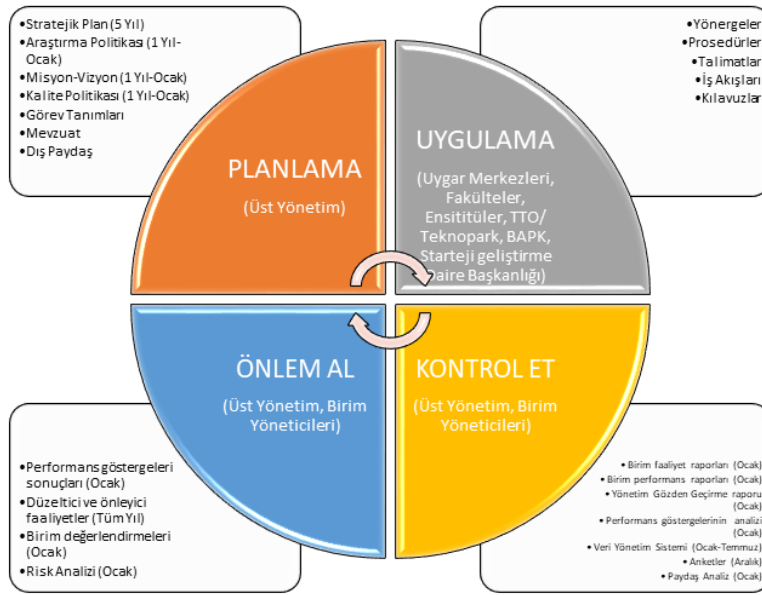 •Stratejik Plan (5 Yıl)
•Araştırma Politikası (1 Yıl-
Ocak)
•Misyon-Vizyon (1 Yıl-Ocak)
•Kalite Politikası (1 Yıl-Ocak)
•Görev Tanımları
•Mevzuat
•Dış Paydaş
•Yönergeler
•Prosedürler
•Talimatlar
•İş Akışları
•Kılavuzlar
PLANLAMA
(Üst Yönetim)
UYGULAMA
(Uygar Merkezleri,
Fakülteler,
Ensititüler, TTO/
Teknopark, BAPK,
Starteji geliştirme
Daire Başkanlığı)
ÖNLEM AL
(Üst Yönetim, Birim
Yöneticileri)
KONTROL ET
(Üst Yönetim, Birim
Yöneticileri)
•Performans göstergeleri
sonuçları (Ocak)
•Düzeltici ve önleyici
faaliyetler (Tüm Yıl)
•Birim değerlendirmeleri
(Ocak)
•Risk Analizi (Ocak)
•Birim faaliyet raporları (Ocak)
•Birim performans raporları (Ocak)
•Yönetim Gözden Geçirme raporu
(Ocak)
•Performans göstergelerinin analizi
(Ocak)
•Veri Yönetim Sistemi (Ocak-Temmuz)
•Anketler (Aralık)
•Paydaş Analiz (Ocak)